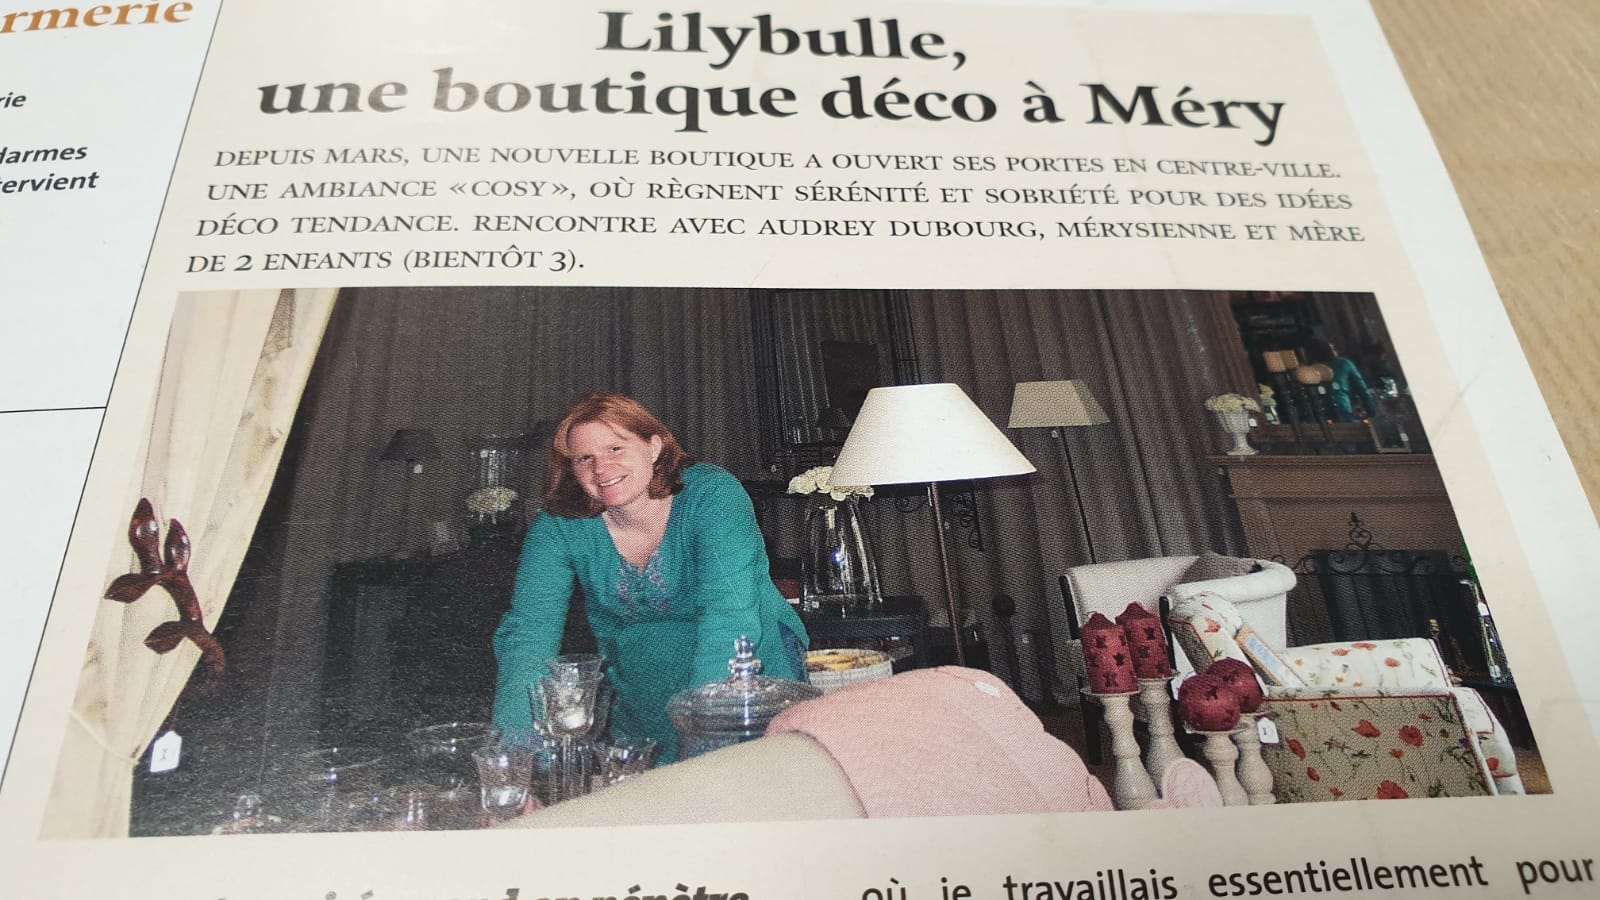 rmerie
rie
darmes
tervient
Lilybulle,
une boutique déco à Méry
DEPUIS MARS, UNE NOUVELLE BOUTIQUE A OUVERT SES PORTES EN CENTRE-VILLE.
UNE AMBIANCE «COSY», OÙ RÈGNENT SÉRÉNITÉ ET SOBRIÉTÉ POUR DES IDÉES
DÉCO TENDANCE. RENCONTRE AVEC AUDREY DUBOURG, MÉRYSIENNE ET MÈRE
DE 2 ENFANTS (BIENTÔT 3).
pénètre
où je travaillais essentiellement pour